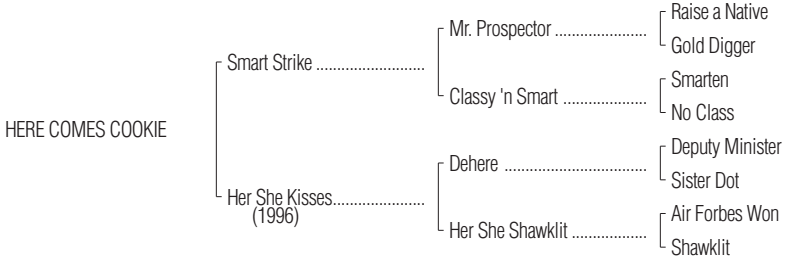 Raise a Native
Mr. Prospector ......................
Gold Digger
Smart Strike ..........................
Smarten
Classy 'n Smart ....................
No Class
HERE COMES COOKIE
Deputy Minister
Dehere ..................................
Sister Dot
Her She Kisses......................
(1996)
Air Forbes Won
Her She Shawklit ..................
Shawklit